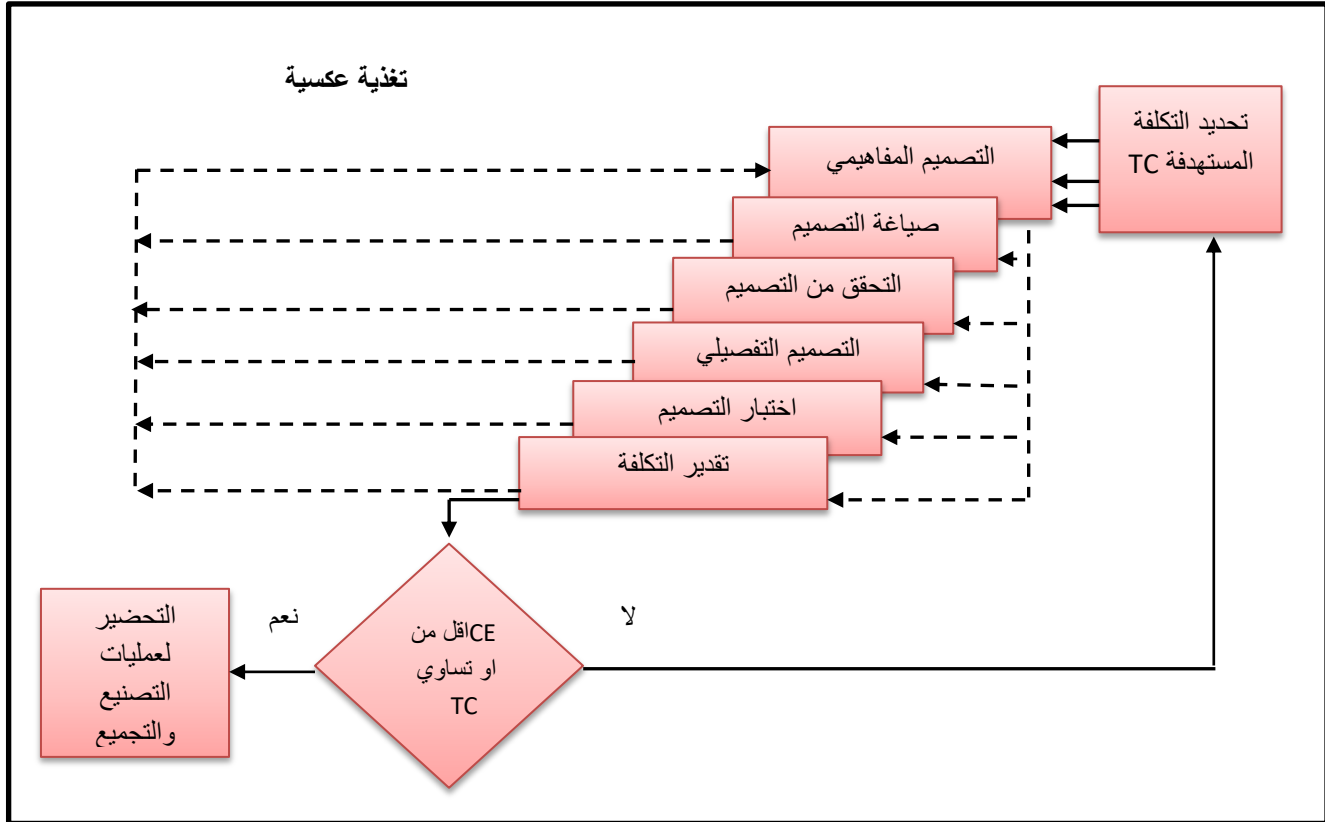 تغذية عكسية
تحديد التكلفة
المستهدفة TC
التصميم المفاهيمي
صياغة التصميم
التحقق من التصميم
التصميم التفصيلي
اختبار التصميم
تقدير التكلفة
CEاقل من
او تساوي
TC
لا
نعم
التحضير
لعمليات
التصنيع
والتجميع